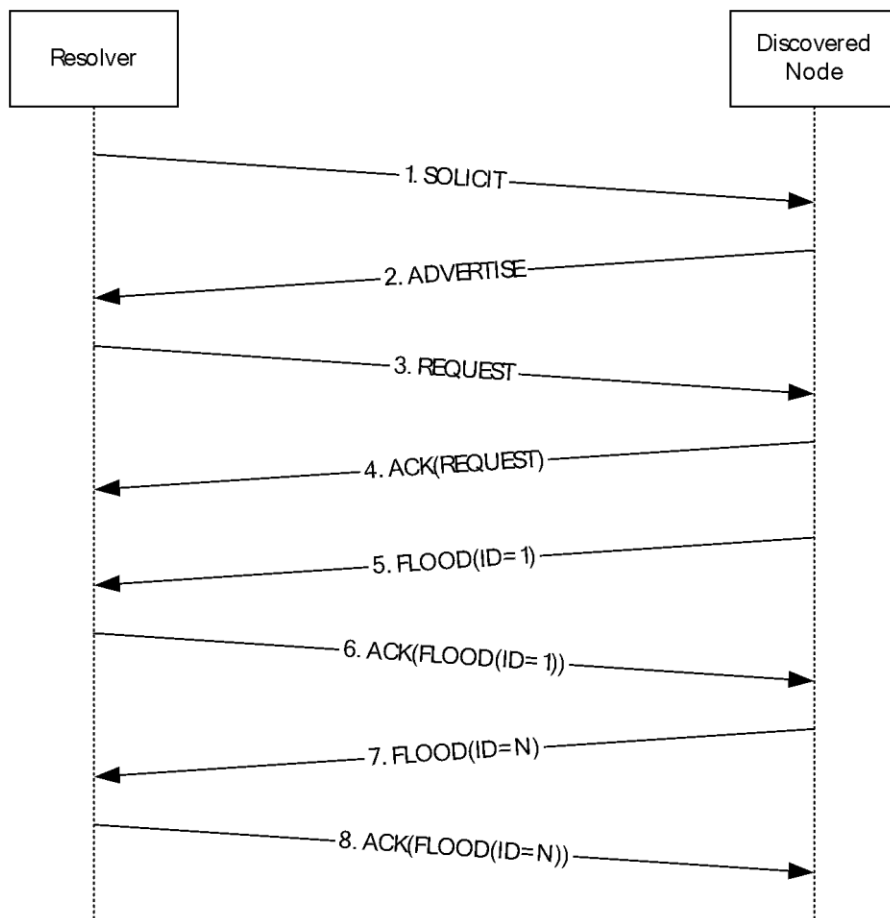 Resolver
Discovered
Node
1. SOLICIT
2. ADVERTISE
3. REQUEST
4. ACK(REQUEST)
5. FLOOD(ID=1)
6. ACK(FLOOD(ID=1))
7. FLOOD(ID=N)
8. ACK(FLOOD(ID=N))